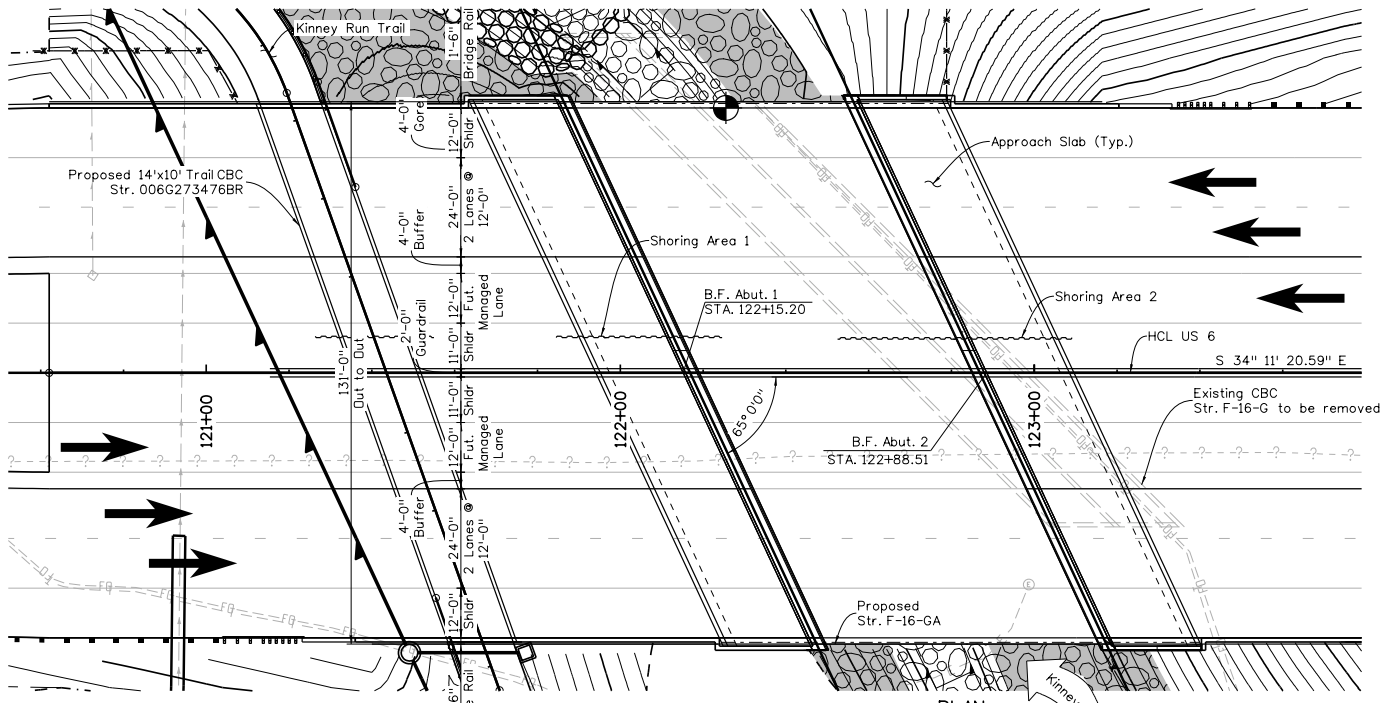 Kinney Run Trail
1'-6"
Bridge Rail
4'-0"
Gore
12'-0"
Shldr
Approach Slab (Typ.)
Proposed 14'x10' Trail CBC
Str. 006G273476BR
24'-0"
2 Lanes @
12'-0"
4'-0"
Buffer
Shoring Area 1
12'-0"
Fut.
Managed
Lane
B.F. Abut. 1
STA. 122+15.20
Shoring Area 2
2'-0"
Guardrail
11'-0"
Shldr
HCL US 6
S 34° 11' 20.59" E
131'-0"
Out to Out
11'-0"
Shldr
121+00
122+00
65° 0'0"
123+00
Existing CBC
Str. F-16-G to be removed
12'-0"
Fut.
Managed
Lane
B.F. Abut. 2
STA. 122+88.51
4'-0"
Buffer
24'-0"
2 Lanes @
12'-0"
FO
FO
FO
FO
E
12'-0"
Shldr
Proposed
Str. F-16-GA
6"
e Rail
Kinney
PLAN